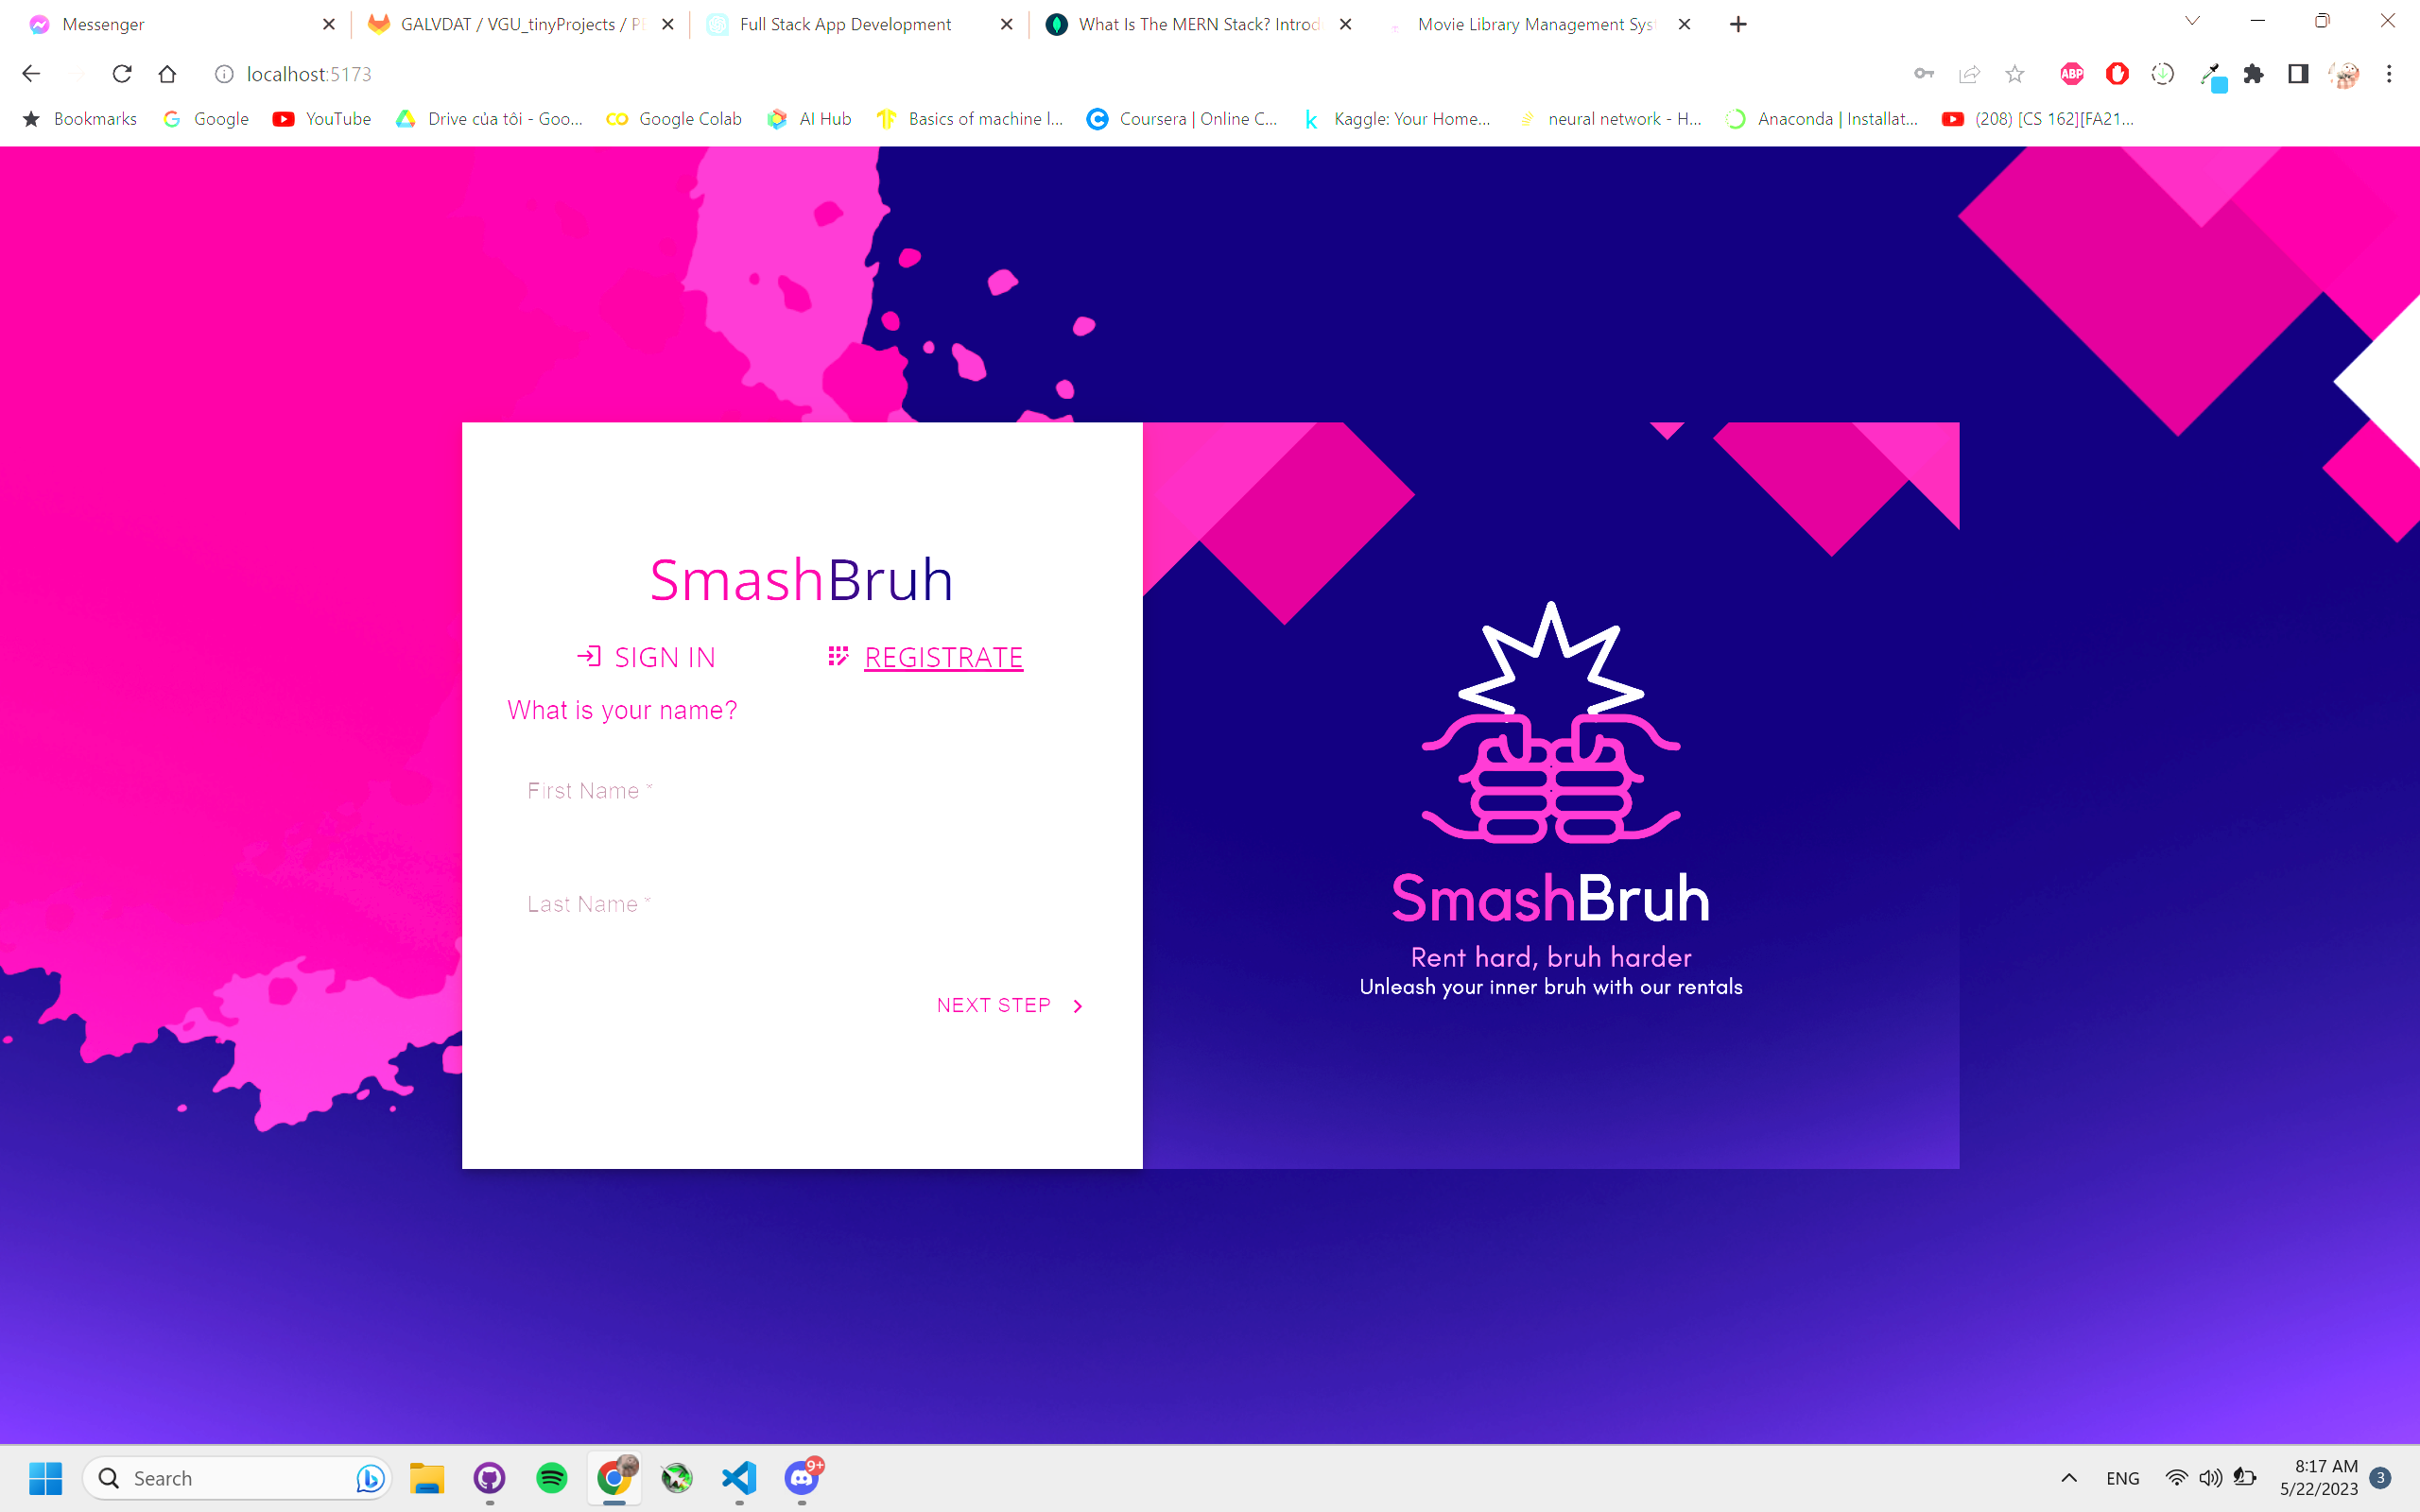 Messenger
GALVDAT / VGU_tinyProjects / PE
Full Stack App Development
What Is The MERN Stack? Introd
Movie Library Management Sys
localhost:5173
ABP
Bookmarks
Google
YouTube
Drive của tôi - Goo...
Google Colab
AI Hub
Basics of machine l...
Coursera | Online C...
Kaggle: Your Home...
neural network - H...
Anaconda | Installat...
(208) [CS 162][FA21...
SmashBruh
SIGN IN
REGISTRATE
What is your name?
First Name *
Last Name *
NEXT STEP
SmashBruh
Rent hard, bruh harder
Unleash your inner bruh with our rentals
Search
9+
ENG
8:17 AM
5/22/2023
3